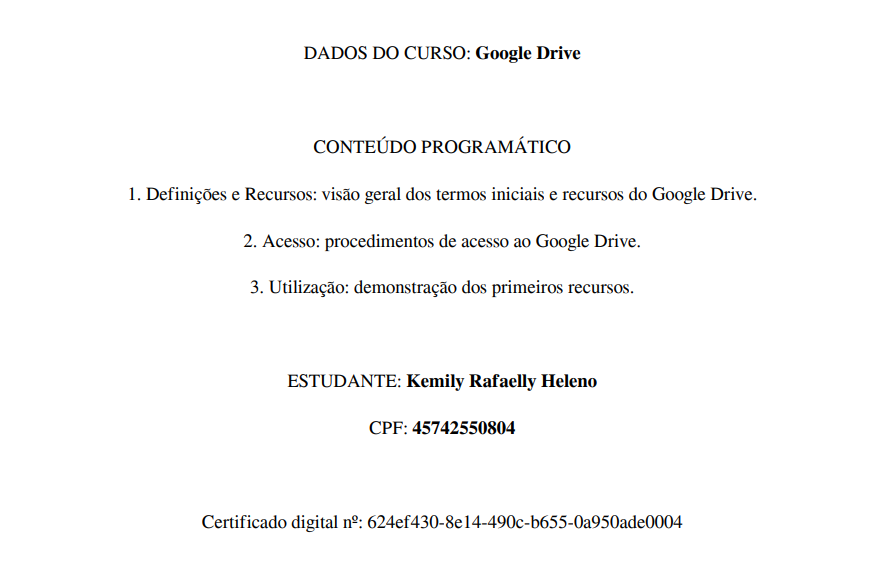 DADOS DO CURSO: Google Drive
CONTEÚDO PROGRAMÁTICO
1. Definições e Recursos: visão geral dos termos iniciais e recursos do Google Drive.
2. Acesso: procedimentos de acesso ao Google Drive.
3. Utilização: demonstração dos primeiros recursos.
ESTUDANTE: Kemily Rafaelly Heleno
CPF: 45742550804
Certificado digital nº: 624ef430-8e14-490c-b655-0a950ade0004